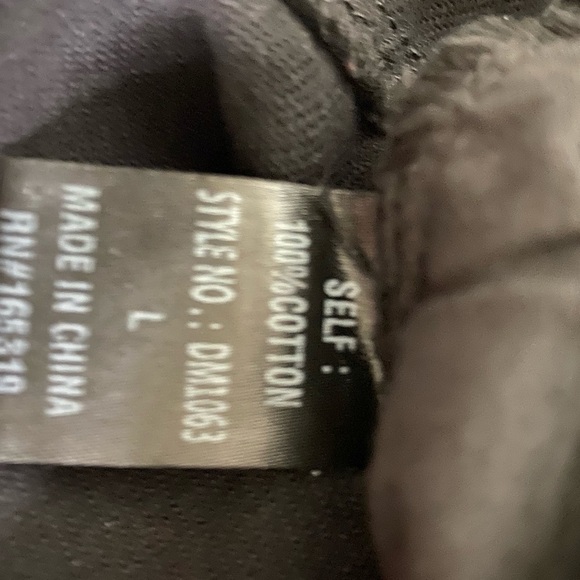 SELF :
100%COTTON
STYLE NO.: DM1063
L
MADE IN CHINA
RN#165319